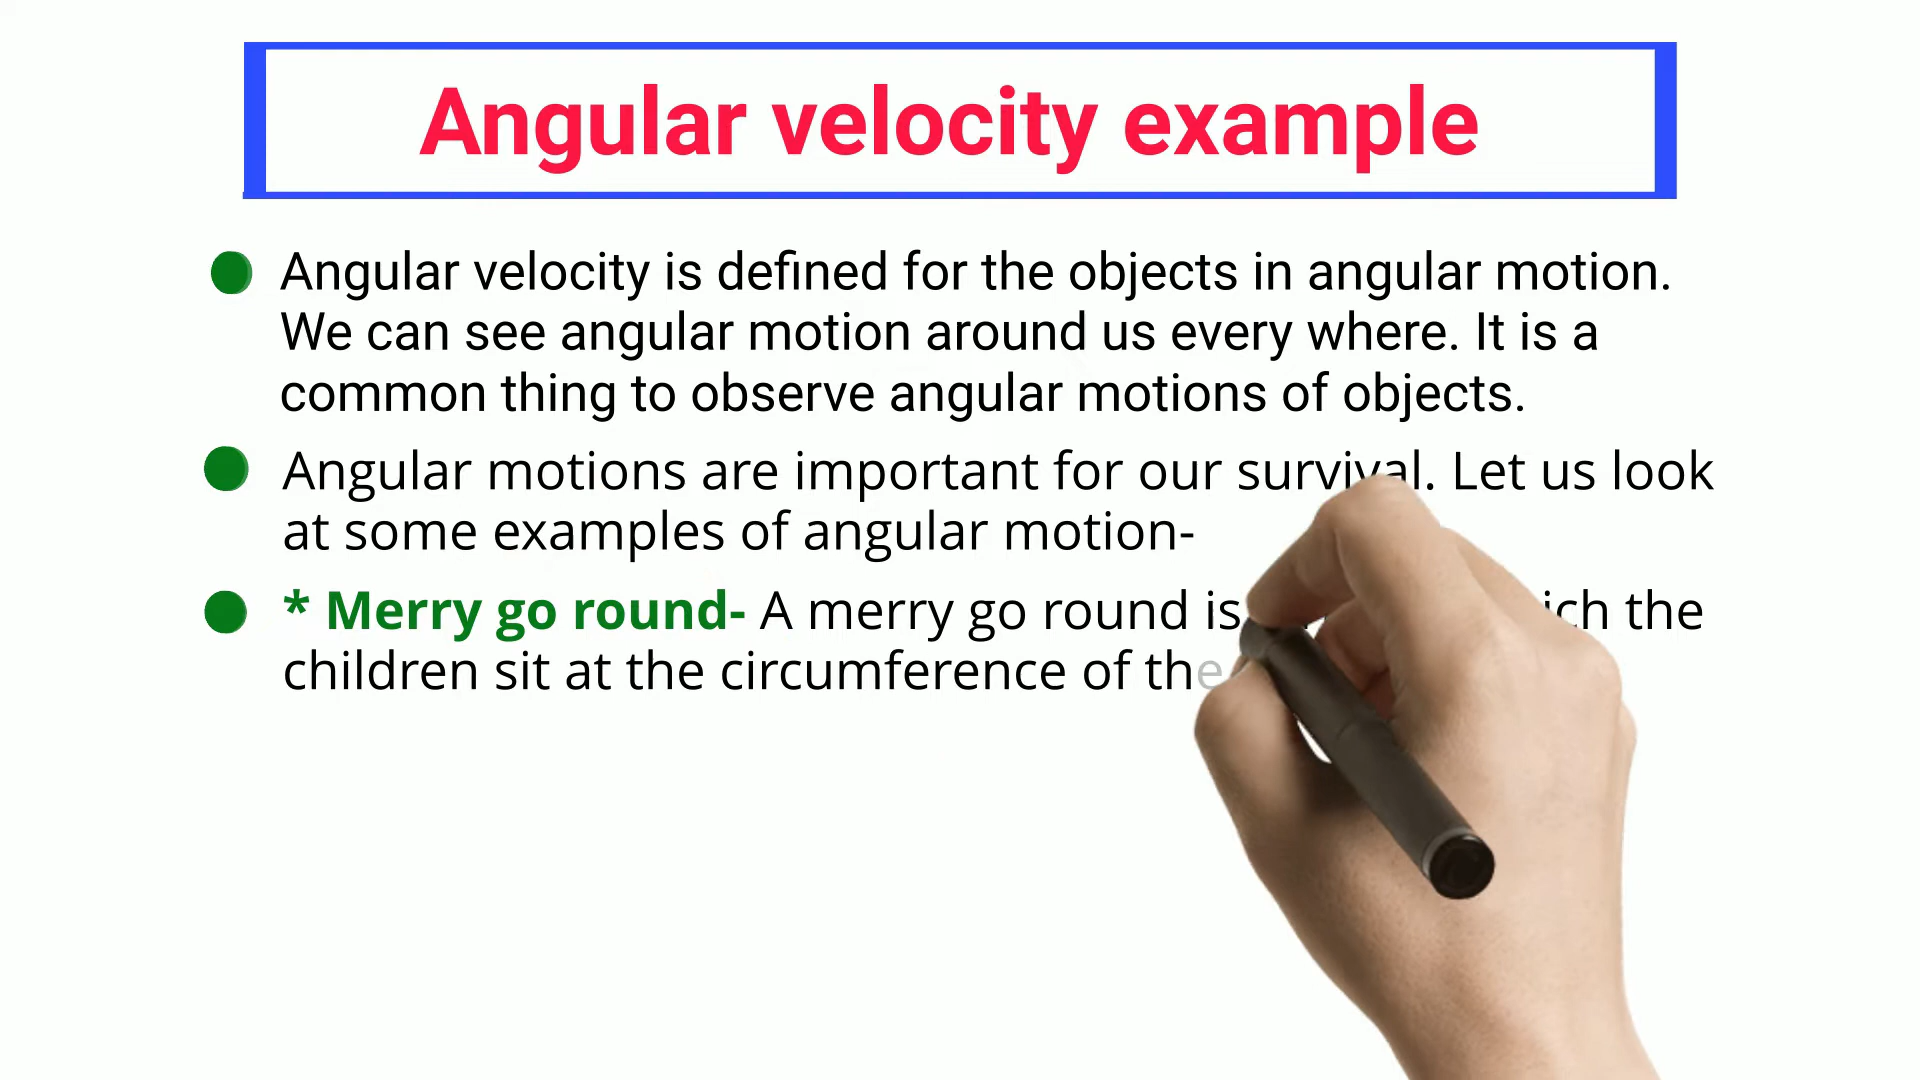 Angular velocity example
Angular velocity is defined for the objects in angular motion.
We can see angular motion around us every where. It is a
common thing to observe angular motions of objects.
Angular motions are important for our survival. Let us look
at some examples of angular motion-
* Merry go round- A merry go round is the
children sit at the circumference of the